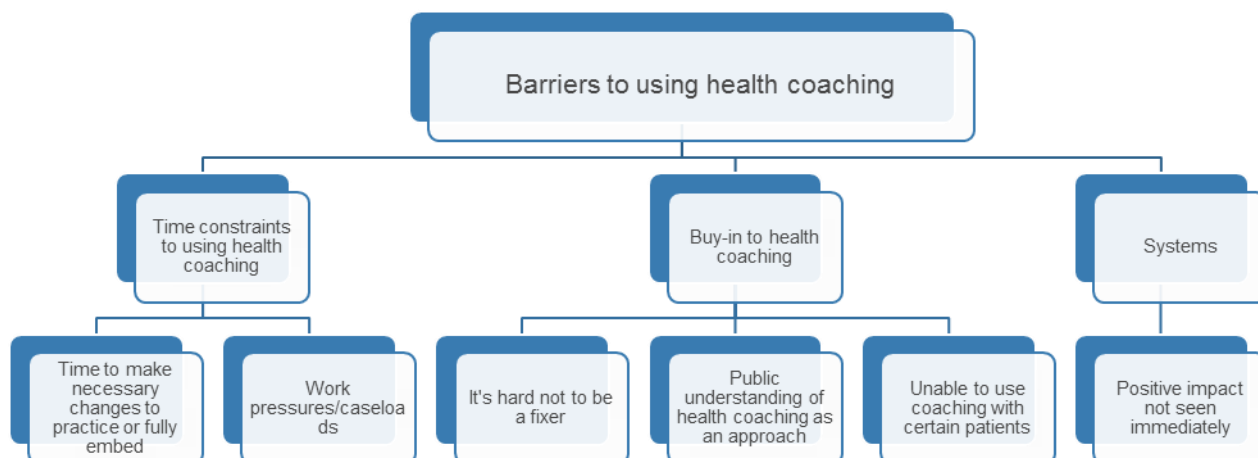 Barriers to using health coaching
Time constraints
to using health
coaching
Buy-in to health
coaching
Systems
Time to make
necessary
changes to
practice or fully
embed
Work
pressures/caseloa
ds
It's hard not to be
a fixer
Public
understanding of
health coaching as
an approach
Unable to use
coaching with
certain patients
Positive impact
not seen
immediately